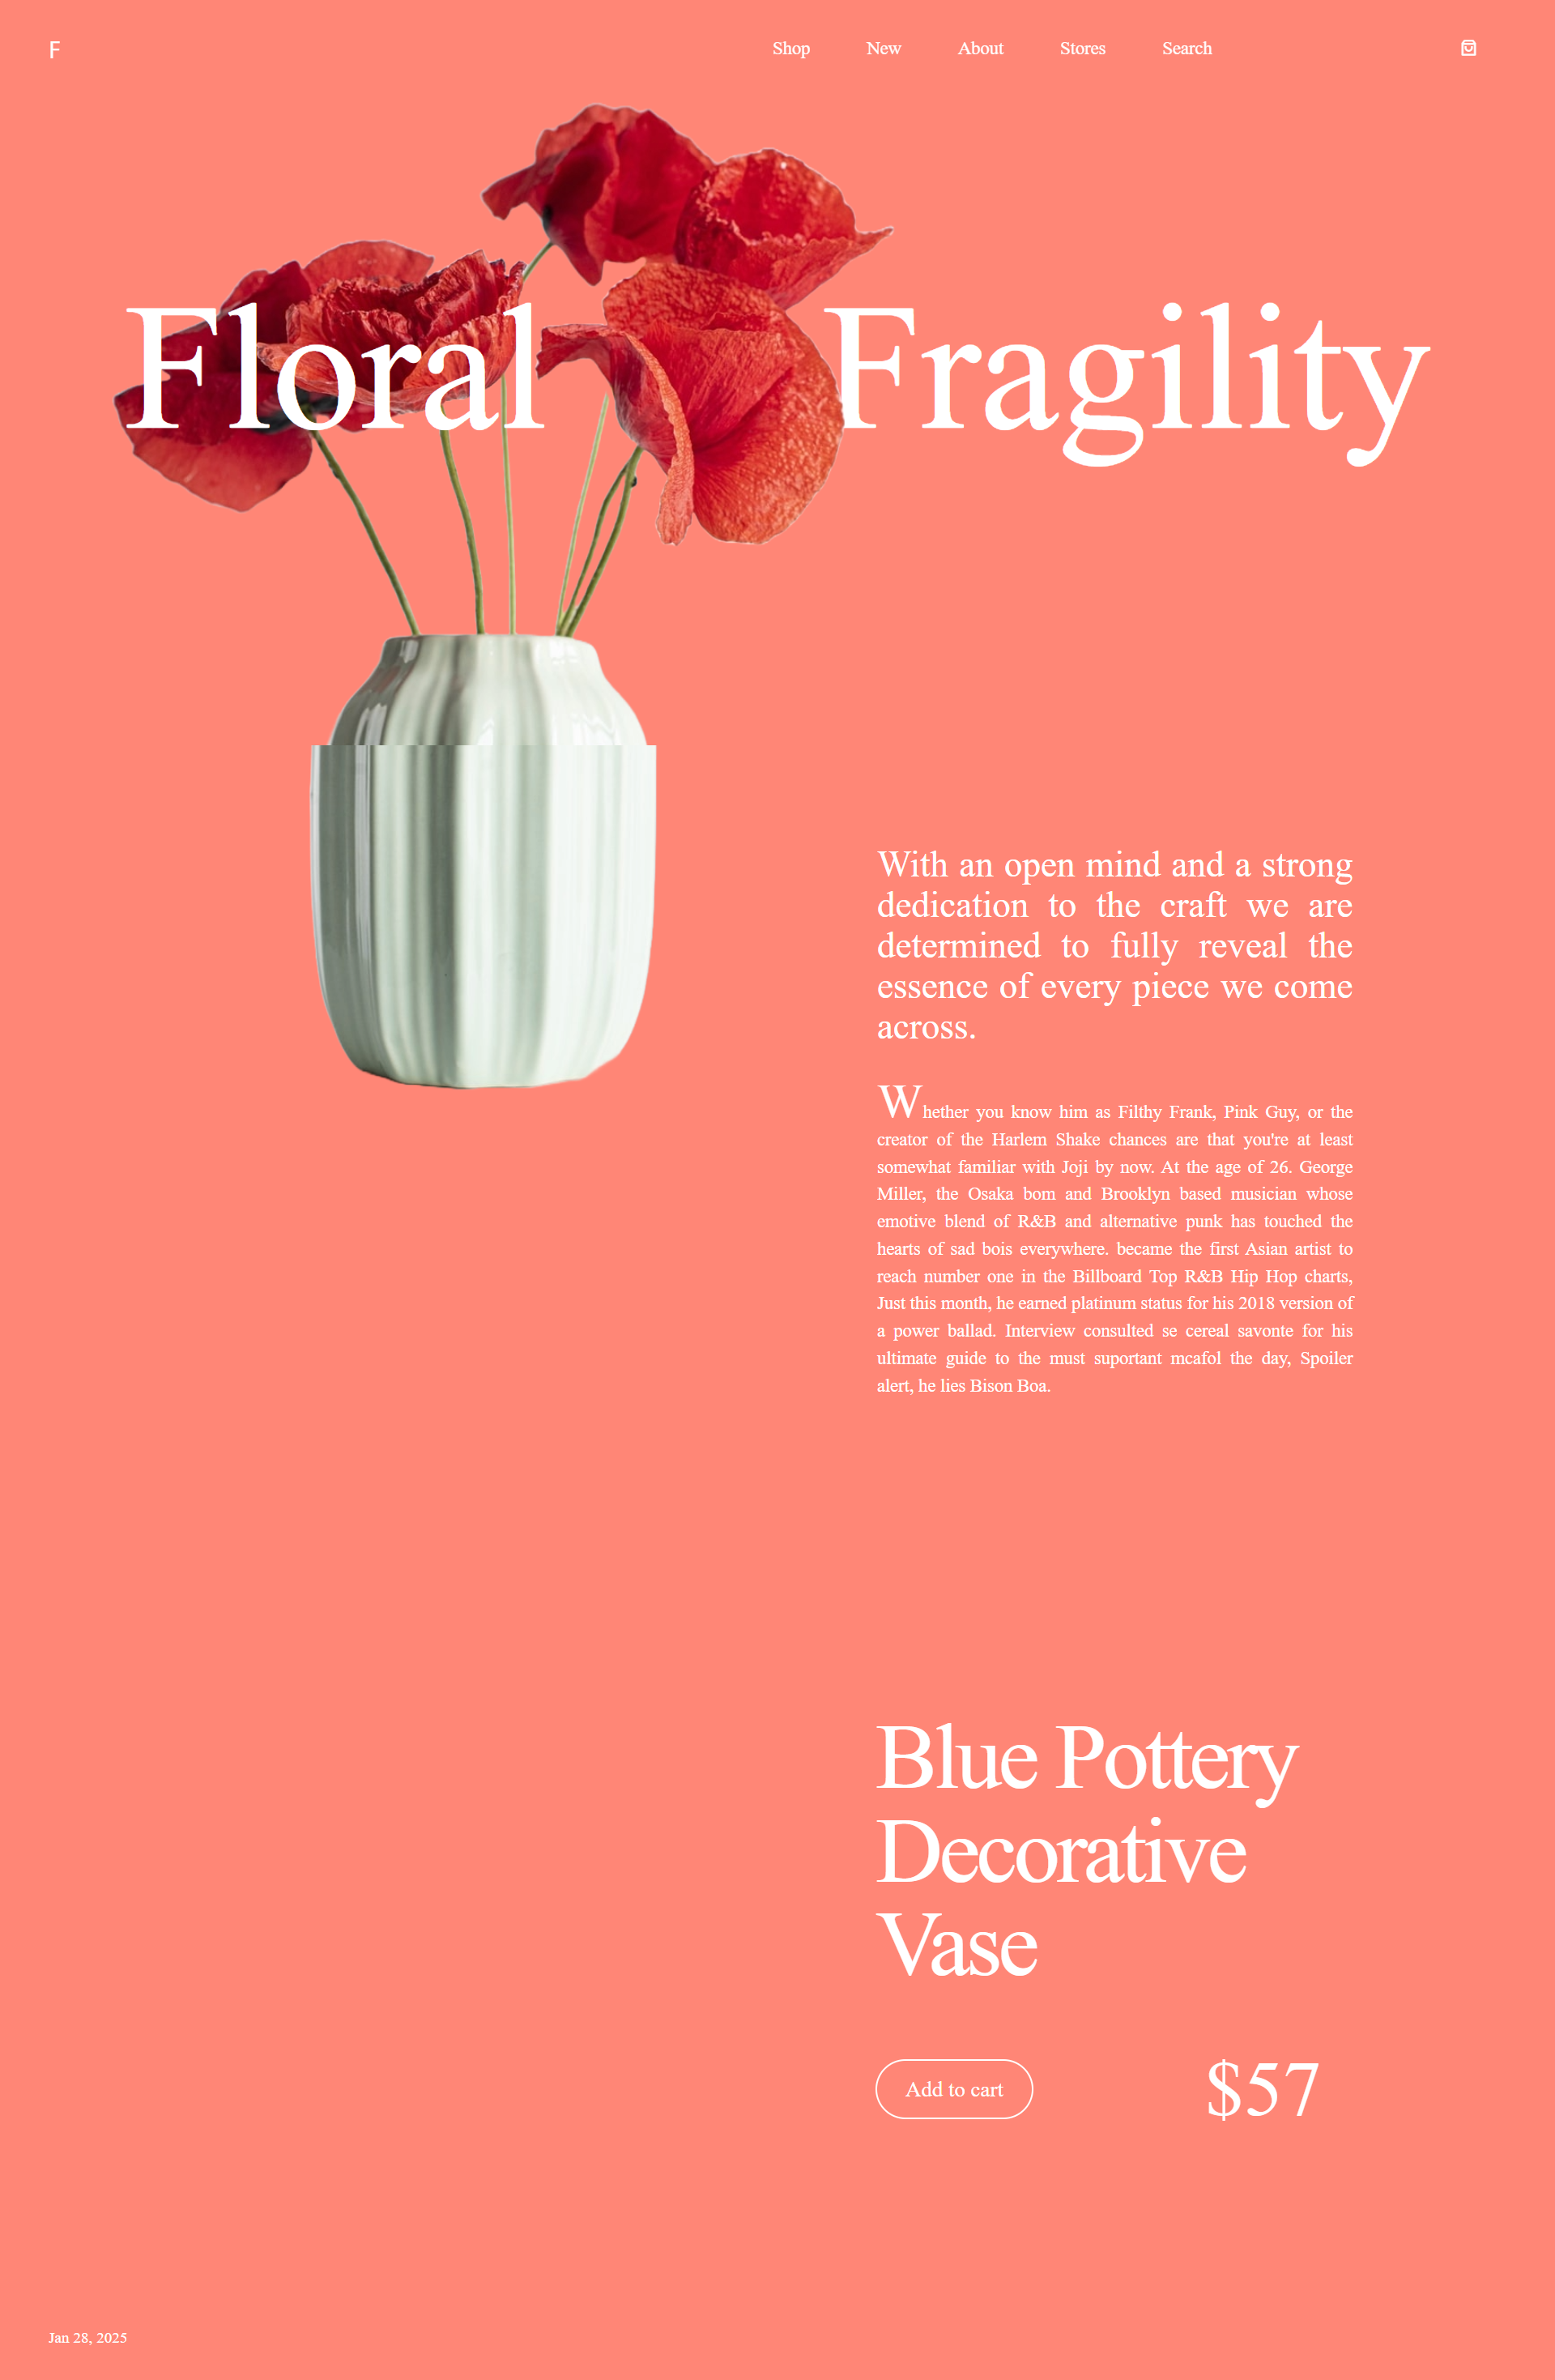 F
Shop New About Stores Search
Floral Fragility
With an open mind and a strong
dedication to the craft we are
determined to fully reveal the
essence of every piece we come
across.
Whether you know him as Filthy Frank, Pink Guy, or the
creator of the Harlem Shake chances are that you're at least
somewhat familiar with Joji by now. At the age of 26. George
Miller, the Osaka bom and Brooklyn based musician whose
emotive blend of R&B and alternative punk has touched the
hearts of sad bois everywhere. became the first Asian artist to
reach number one in the Billboard Top R&B Hip Hop charts,
Just this month, he earned platinum status for his 2018 version of
a power ballad. Interview consulted se cereal savonte for his
ultimate guide to the must suportant mcafol the day, Spoiler
alert, he lies Bison Boa.
Blue Pottery
Decorative
Vase
Add to cart $57
Jan 28, 2025